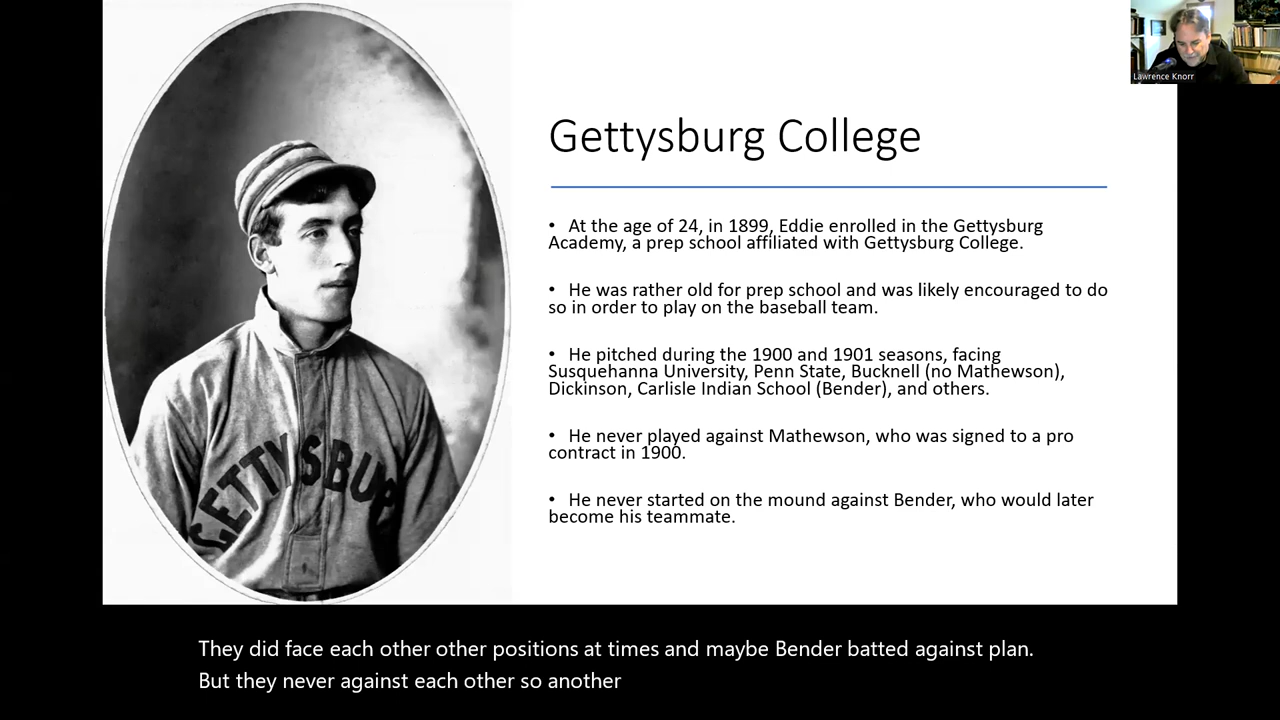 Lawrence Knorr
Gettysburg College
• At the age of 24, in 1899, Eddie enrolled in the Gettysburg
Academy, a prep school affiliated with Gettysburg College.
• He was rather old for prep school and was likely encouraged to do
so in order to play on the baseball team.
• He pitched during the 1900 and 1901 seasons, facing
Susquehanna University, Penn State, Bucknell (no Mathewson),
Dickinson, Carlisle Indian School (Bender), and others.
• He never played against Mathewson, who was signed to a pro
contract in 1900.
• He never started on the mound against Bender, who would later
become his teammate.
GETTYSBUR
They did face each other other positions at times and maybe Bender batted against plan.
But they never against each other so another